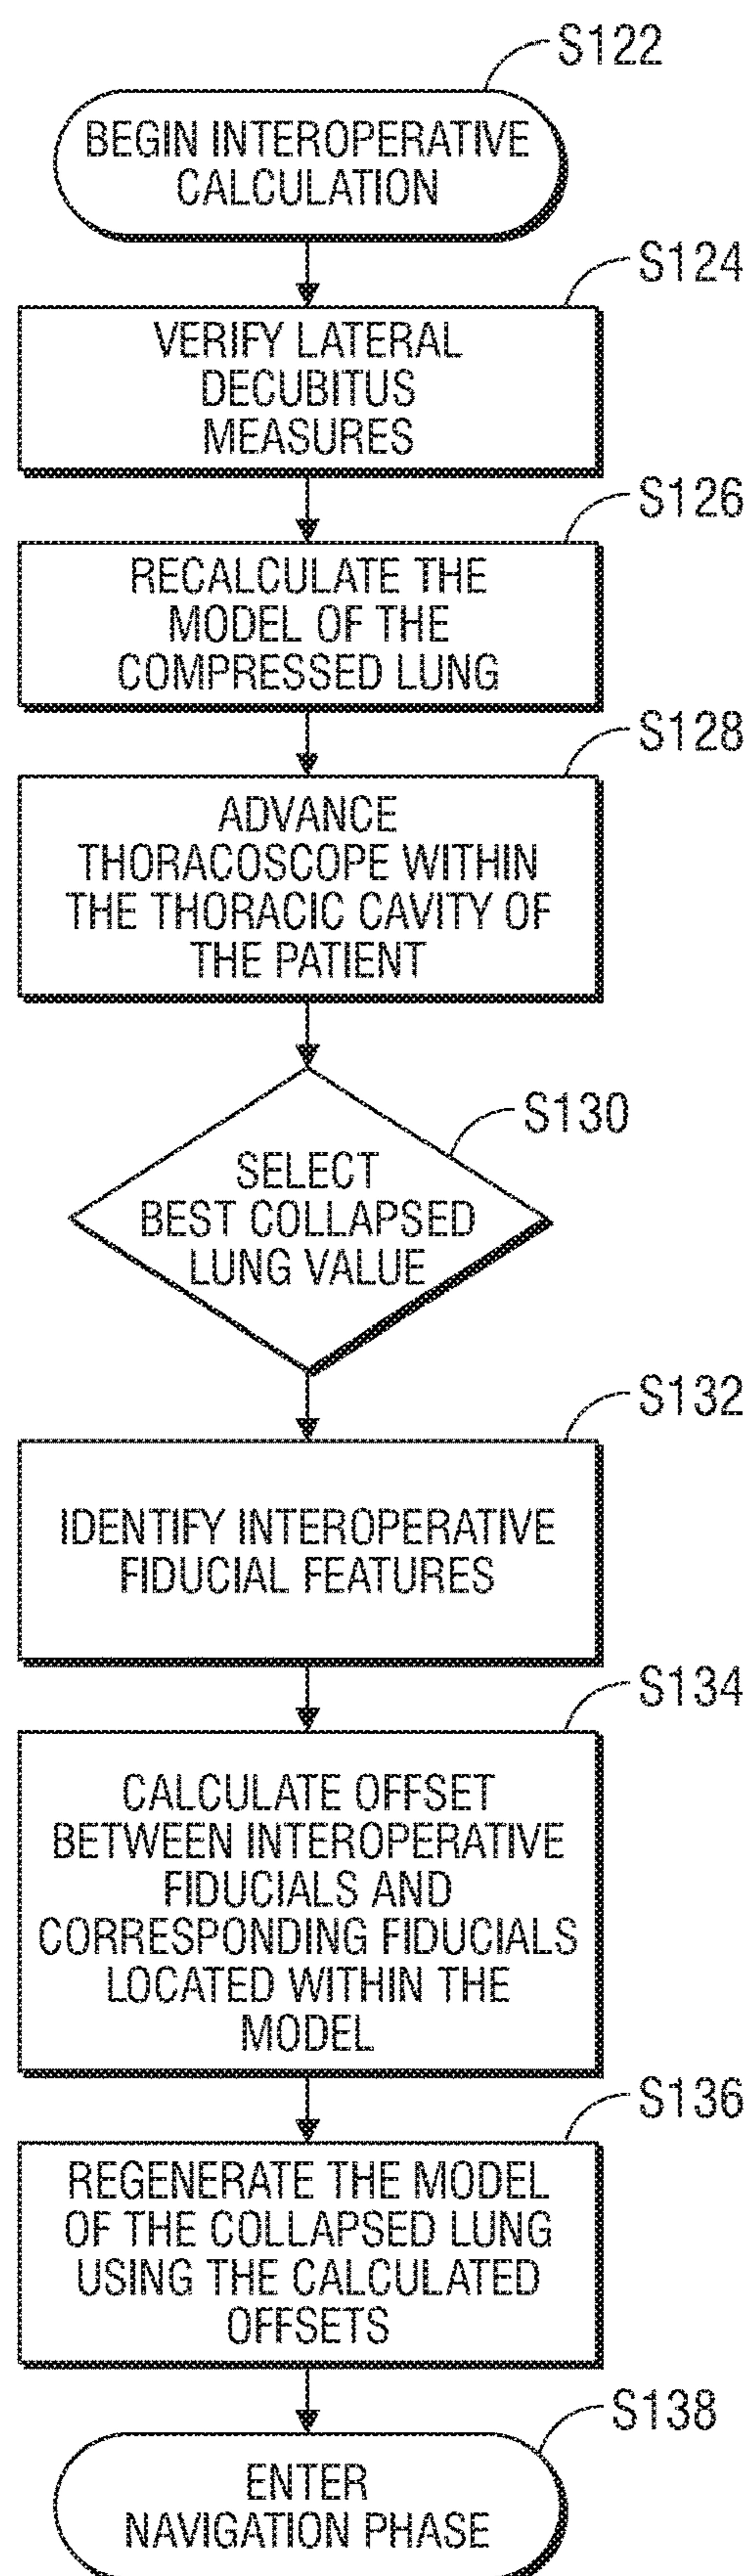 S122
BEGIN INTEROPERATIVE
CALCULATION
S124
VERIFY LATERAL
DECUBITUS
MEASURES
S126
RECALCULATE THE
MODEL OF THE
COMPRESSED LUNG
S128
ADVANCE
THORACOSCOPE WITHIN
THE THORACIC CAVITY OF
THE PATIENT
S130
SELECT
BEST COLLAPSED
LUNG VALUE
S132
IDENTIFY INTEROPERATIVE
FIDUCIAL FEATURES
S134
CALCULATE OFFSET
BETWEEN INTEROPERATIVE
FIDUCIALS AND
CORRESPONDING FIDUCIALS
LOCATED WITHIN THE
MODEL
S136
REGENERATE THE MODEL
OF THE COLLAPSED LUNG
USING THE CALCULATED
OFFSETS
S138
ENTER
NAVIGATION PHASE